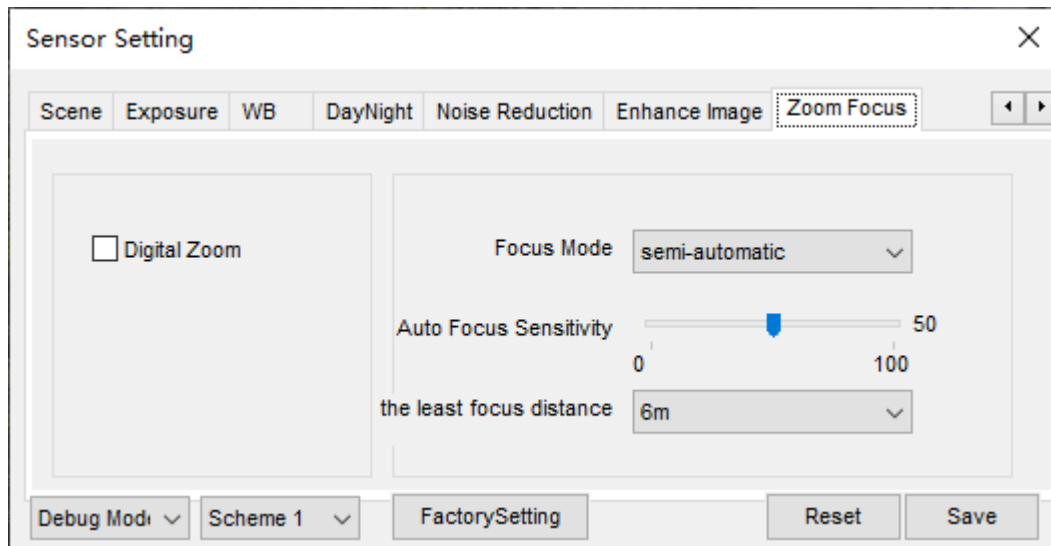 Sensor Setting
Scene Exposure WB DayNight Noise Reduction Enhance Image Zoom Focus
Digital Zoom
Focus Mode semi-automatic
Auto Focus Sensitivity 50
0 100
the least focus distance 6m
Debug Mod Scheme 1 FactorySetting Reset Save